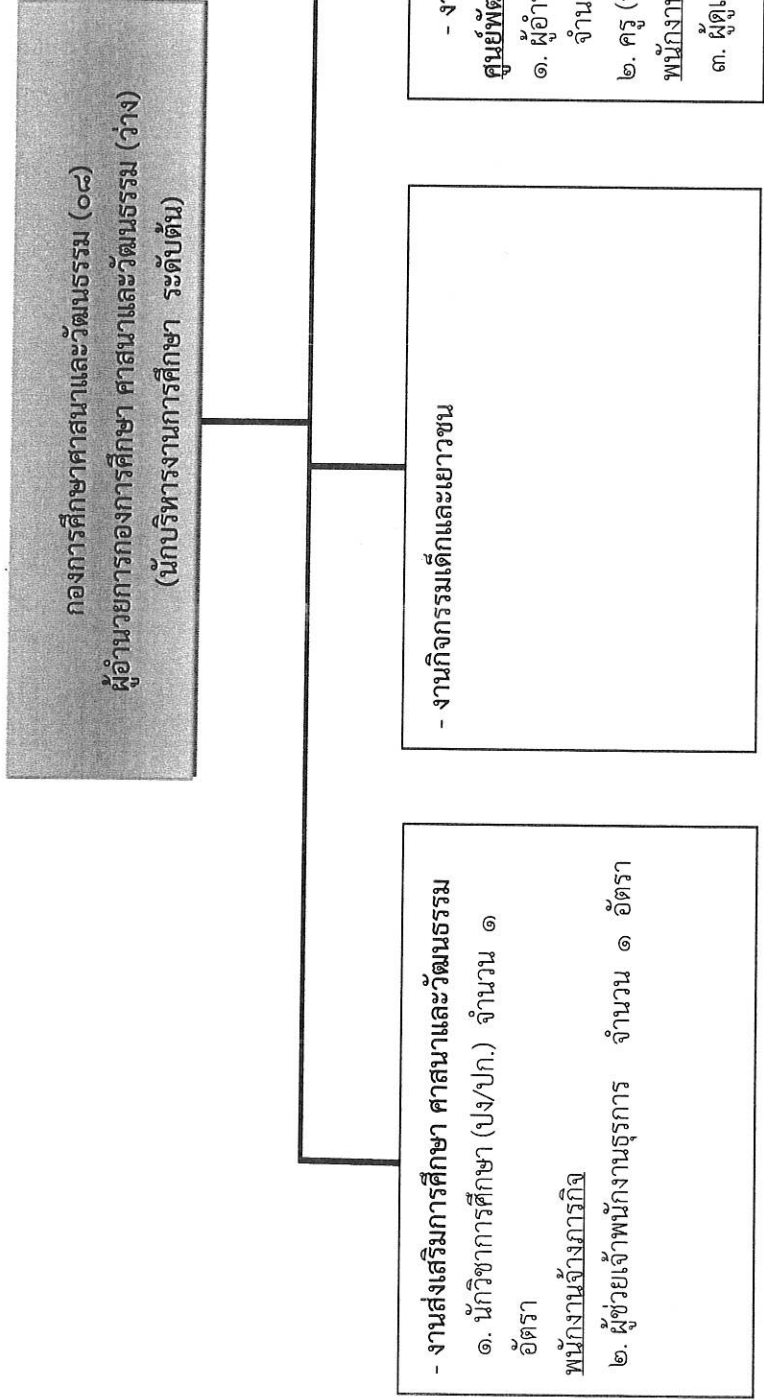 กองการศึกษาศาสนาและวัฒนธรรม (๐๘)
ผู้อำนวยการกองการศึกษา ศาสนาและวัฒนธรรม (ว่าง)
(นักบริหารงานการศึกษา ระดับต้น)
- งานส่งเสริมการศึกษา ศาสนาและวัฒนธรรม
๑. นักวิชาการศึกษา (ปง/ปก.) จำนวน ๑
อัตรา
พนักงานจ้างภารกิจ
๒. ผู้ช่วยเจ้าพนักงานธุรการ จำนวน ๑ อัตรา
- งานกิจกรรมเด็กและเยาวชน
ศูนย์พัฒ
๑. ผู้อำน
จำน
๒. ครู
พนักงาน
๓. ผู้ดูแ